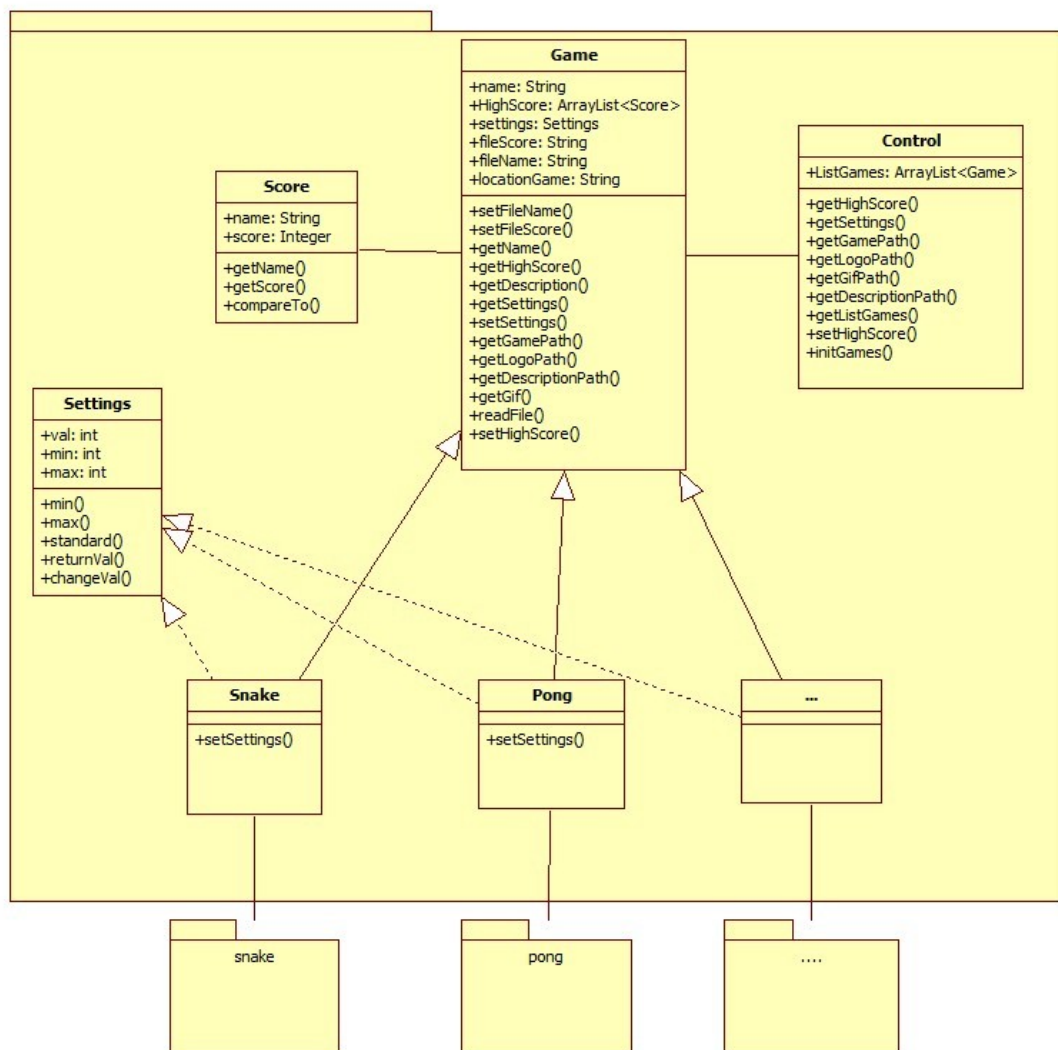 Game
+name: String
+HighScore: ArrayList<Score>
+settings: Settings
+fileScore: String
+fileName: String
+locationGame: String
+setFileName()
+setFileScore()
+getName()
+getHighScore()
+getDescription()
+getSettings()
+setSettings()
+getGamePath()
+getLogoPath()
+getDescriptionPath()
+getGif()
+readFile()
+setHighScore()
Control
+ListGames: ArrayList<Game>
+getHighScore()
+getSettings()
+getGamePath()
+getLogoPath()
+getGifPath()
+getDescriptionPath()
+getListGames()
+setHighScore()
+initGames()
Score
+name: String
+score: Integer
+getName()
+getScore()
+compareTo()
Settings
+val: int
+min: int
+max: int
+min()
+max()
+standard()
+returnVal()
+changeVal()
Snake
+setSettings()
Pong
+setSettings()
...
snake
pong
....